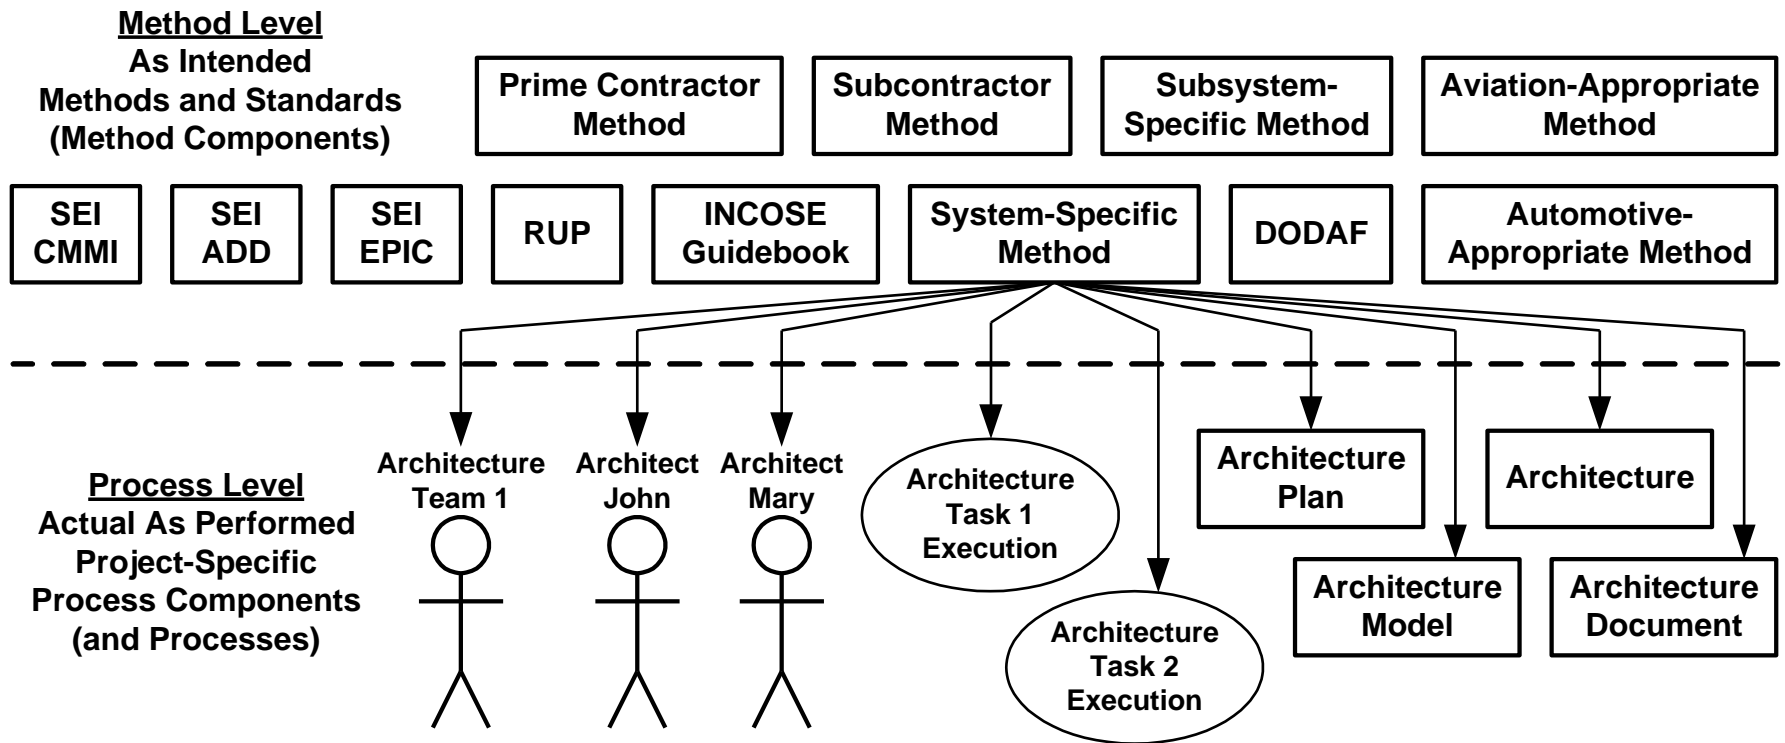 Method Level
As Intended
Methods and Standards
(Method Components)
Prime Contractor
Method
Subcontractor
Method
Subsystem-
Specific Method
Aviation-Appropriate
Method
SEI
CMMI
SEI
ADD
SEI
EPIC
RUP
INCOSE
Guidebook
System-Specific
Method
DODAF
Automotive-
Appropriate Method
Process Level
Actual As Performed
Project-Specific
Process Components
(and Processes)
Architecture
Team 1
Architect
John
Architect
Mary
Architecture
Task 1
Execution
Architecture
Task 2
Execution
Architecture
Plan
Architecture
Model
Architecture
Architecture
Document